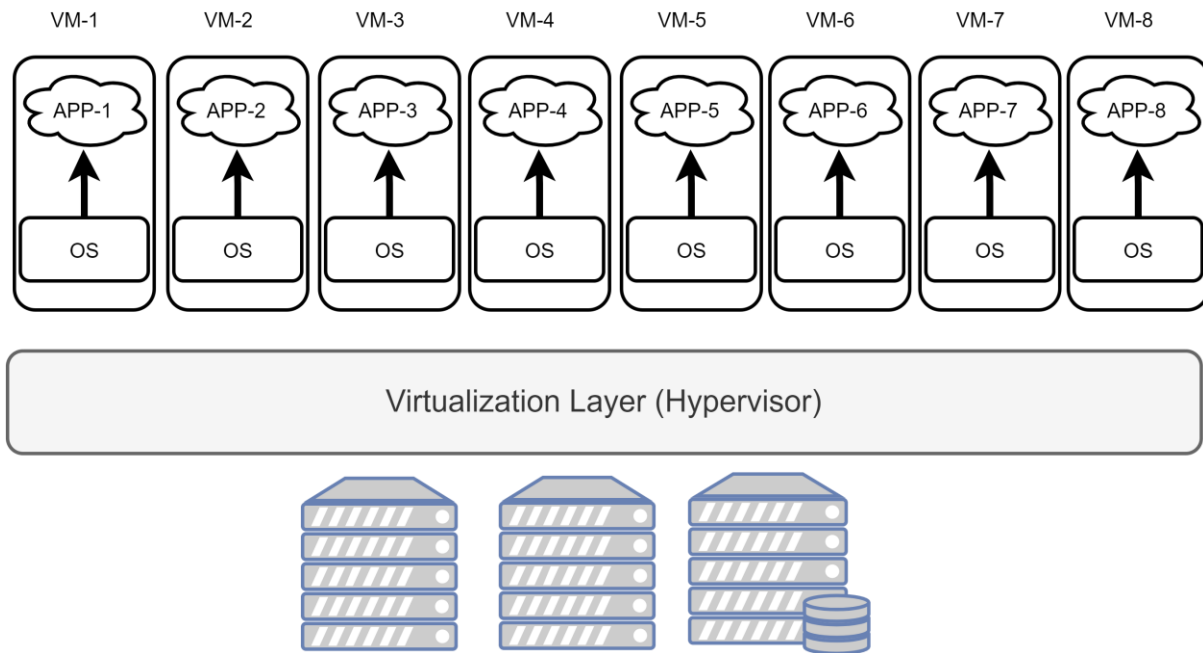 VM-1
VM-2
VM-3
VM-4
VM-5
VM-6
VM-7
VM-8
APP-1
APP-2
APP-3
APP-4
APP-5
APP-6
APP-7
APP-8
OS
OS
OS
OS
OS
OS
OS
OS
Virtualization Layer (Hypervisor)